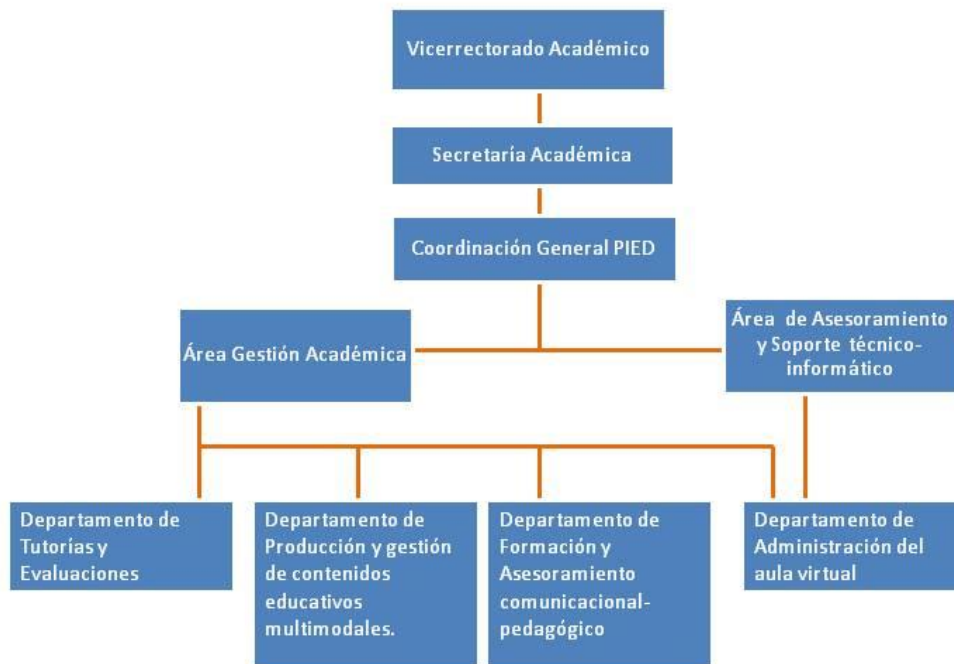 Vicerrectorado Académico
Secretaría Académica
Coordinación General PIED
Área Gestión Académica
Área de Asesoramiento
y Soporte técnico-
informático
Departamento de
Tutorías y
Evaluaciones
Departamento de
Producción y gestión
de contenidos
educativos
multimodales.
Departamento de
Formación y
Asesoramiento
comunicacional-
pedagógico
Departamento de
Administración del
aula virtual